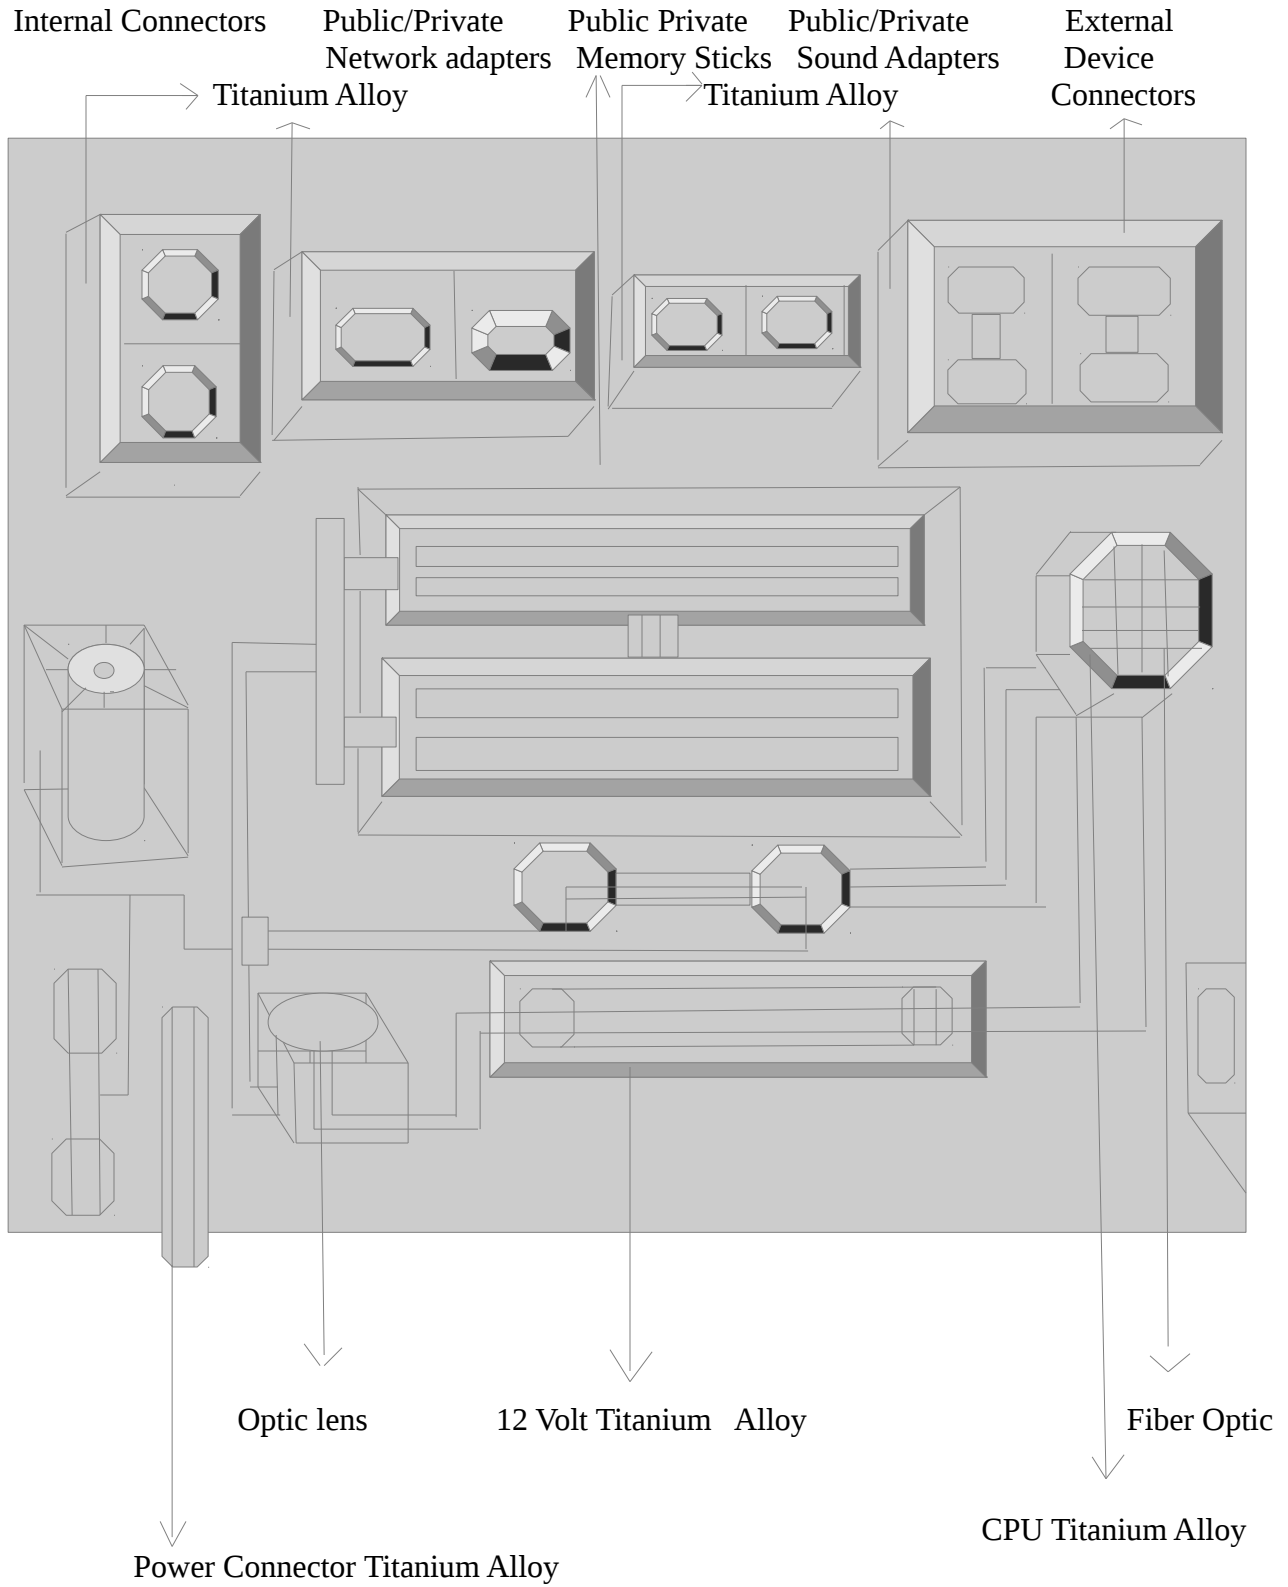 Internal Connectors
Public/Private
Network adapters
Titanium Alloy
Public Private
Memory Sticks
Titanium Alloy
Public/Private
Sound Adapters
External
Device
Connectors
Optic lens
12 Volt Titanium Alloy
Fiber Optic
CPU Titanium Alloy
Power Connector Titanium Alloy